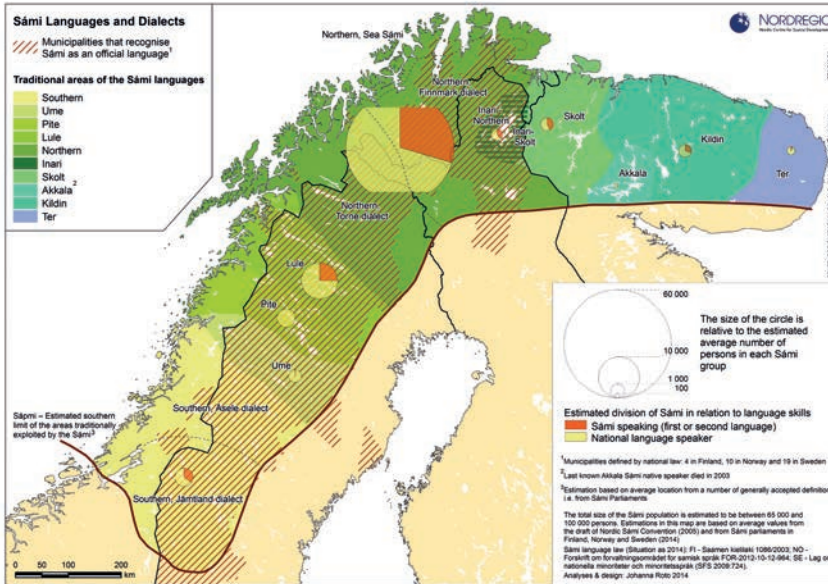 Sámi Languages and Dialects
Municipalities that recognise
Sámi as an official language¹
Traditional areas of the Sámi languages
Southern
Ume
Pite
Lule
Northern
Inari
Skolt
Akkala ²
Kildin
Ter
NORDREGIO
Nordic Centre for Spatial Development
Northern, Sea Sámi
Northern
Finnmark dialect
Inari/
Northern
Inari-
Skolt
Skolt
Akkala
Kildin
Ter
Northern
Torne dialect
Lule
Pite
Ume
Southern, Åsele dialect
Southern, Jämtland dialect
Sápmi – Estimated southern
limit of the areas traditionally
exploited by the Sámi³
0
200
km
60 000
10 000
1 000
100
The size of the circle is
relative to the estimated
average number of
persons in each Sámi
group
Estimated division of Sámi in relation to language skills
Sámi speaking (first or second language)
National language speaker
¹Municipalities defined by national law: 4 in Finland, 10 in Norway and 19 in Sweden
²Last known Akkala Sámi native speaker died in 2003
³Estimation based on average location from a number of generally accepted definition
i.e. from Sámi Parliaments
The total size of the Sámi population is estimated to be between 65 000 and
100 000 persons. Estimations in this map are based on average values from
the draft of Nordic Sámi Convention (2005) and from Sámi parliaments in
Finland, Norway and Sweden (2014)
Sámi language law (Situation as 2014): FI - Saamen kielilaki 1086/2003; NO -
Forskrift om forvaltningsområdet for samisk språk FOR-2012-10-12-964; SE - Lag om
nationella minoriteter och minoritetsspråk (SFS 2009:724).
Analyses & design: Johanna Roto 2014